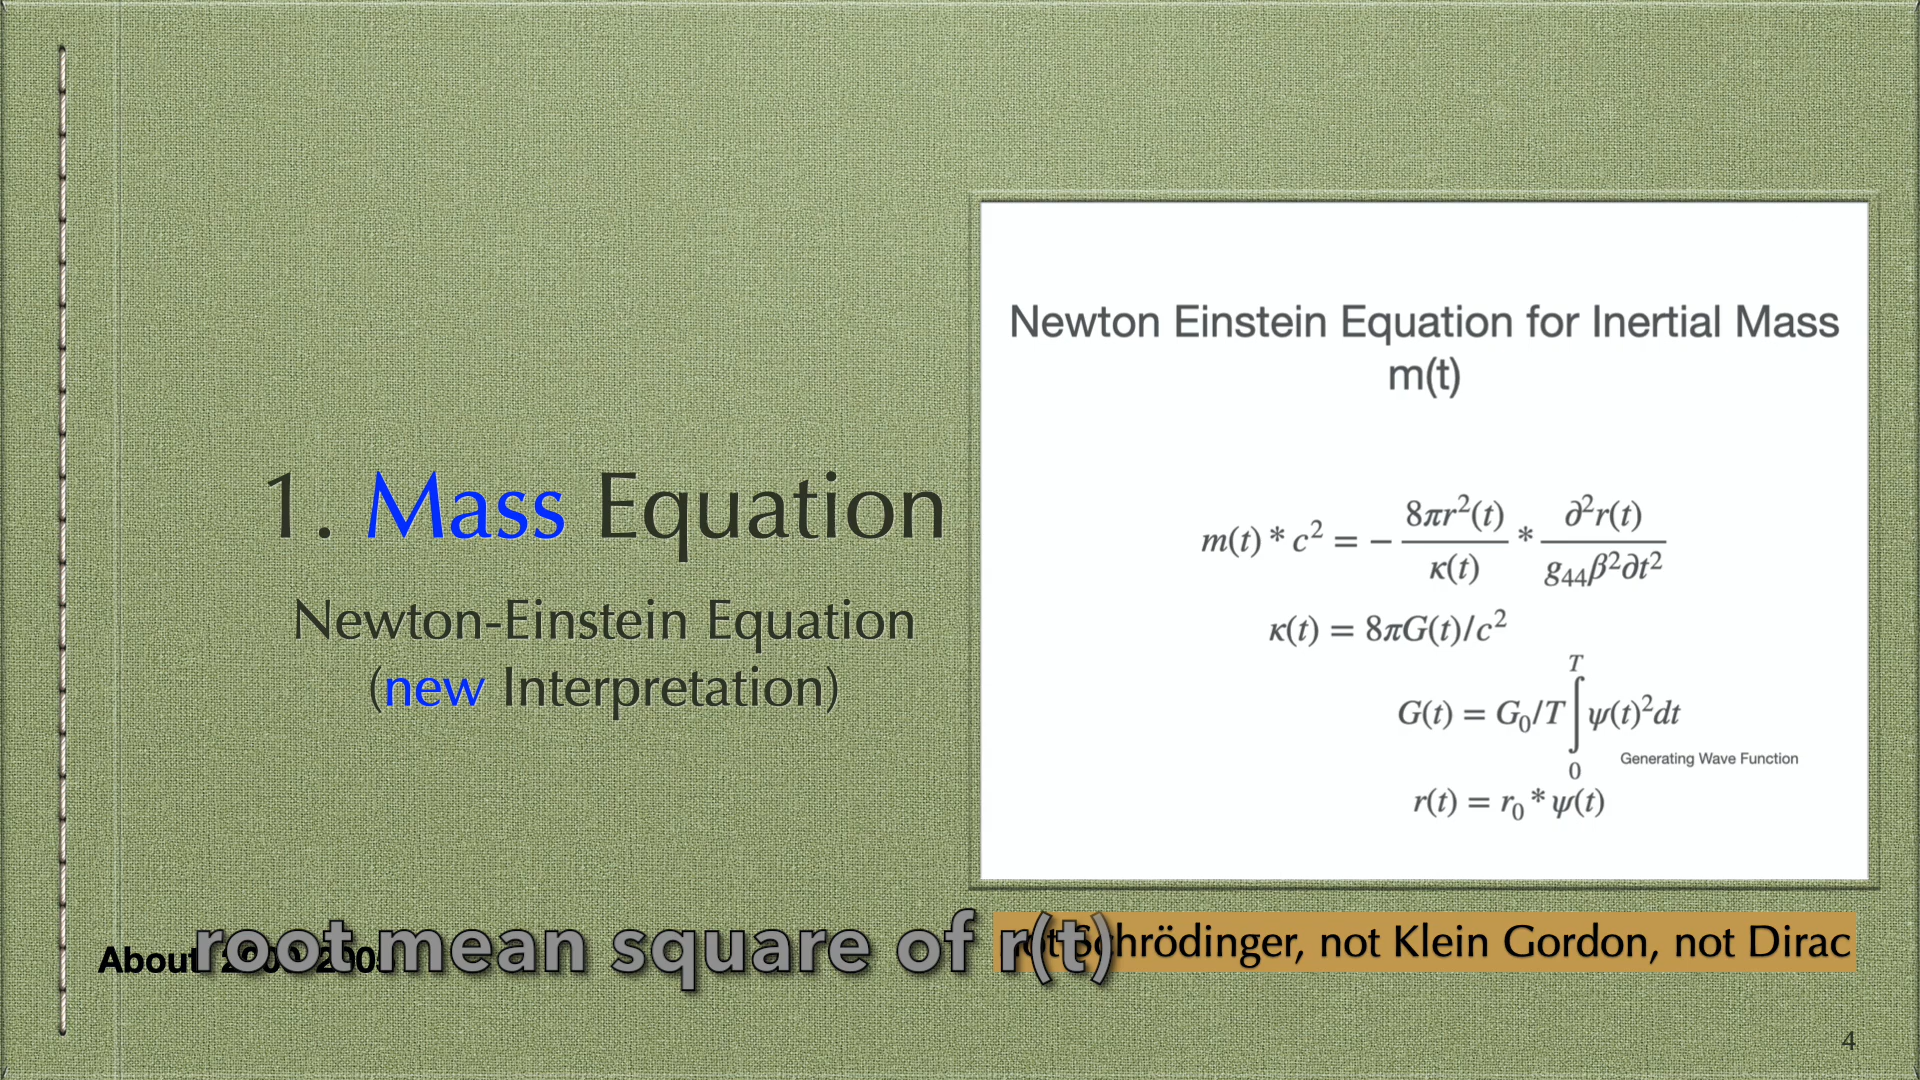 Newton Einstein Equation for Inertial Mass
m(t)
m(t) * c² = − 8πr²(t)/κ(t) * ∂²r(t)/g₄₄β²∂t²
κ(t) = 8πG(t)/c²
G(t) = G₀/T ∫₀ᵀ ψ(t)²dt
Generating Wave Function
r(t) = r₀ * ψ(t)
1. Mass Equation
Newton-Einstein Equation
(new Interpretation)
root mean square of r(t)
About
Schrödinger, not Klein Gordon, not Dirac
4